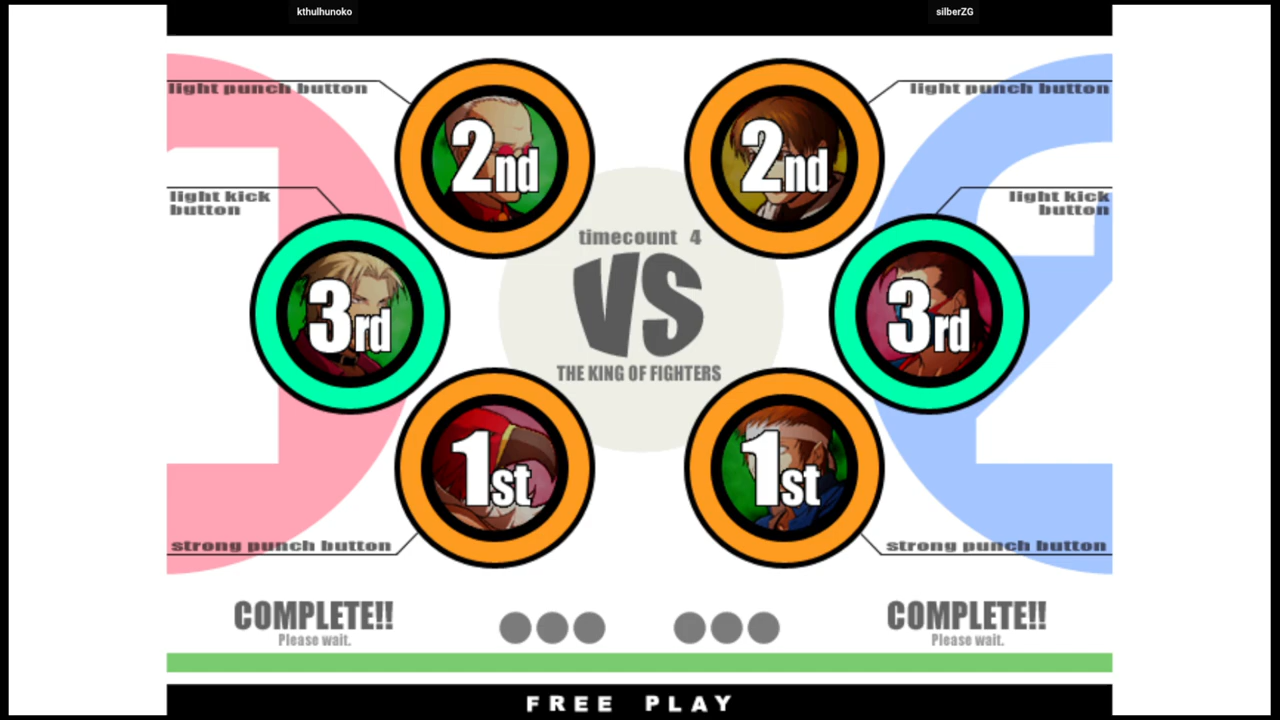 kthulhunoko
silberZG
light punch button
light punch button
2nd
2nd
light kick
button
light kick
button
timecount 4
VS
THE KING OF FIGHTERS
3rd
3rd
1st
1st
strong punch button
strong punch button
COMPLETE!!
Please wait.
COMPLETE!!
Please wait.
FREE PLAY
1
2